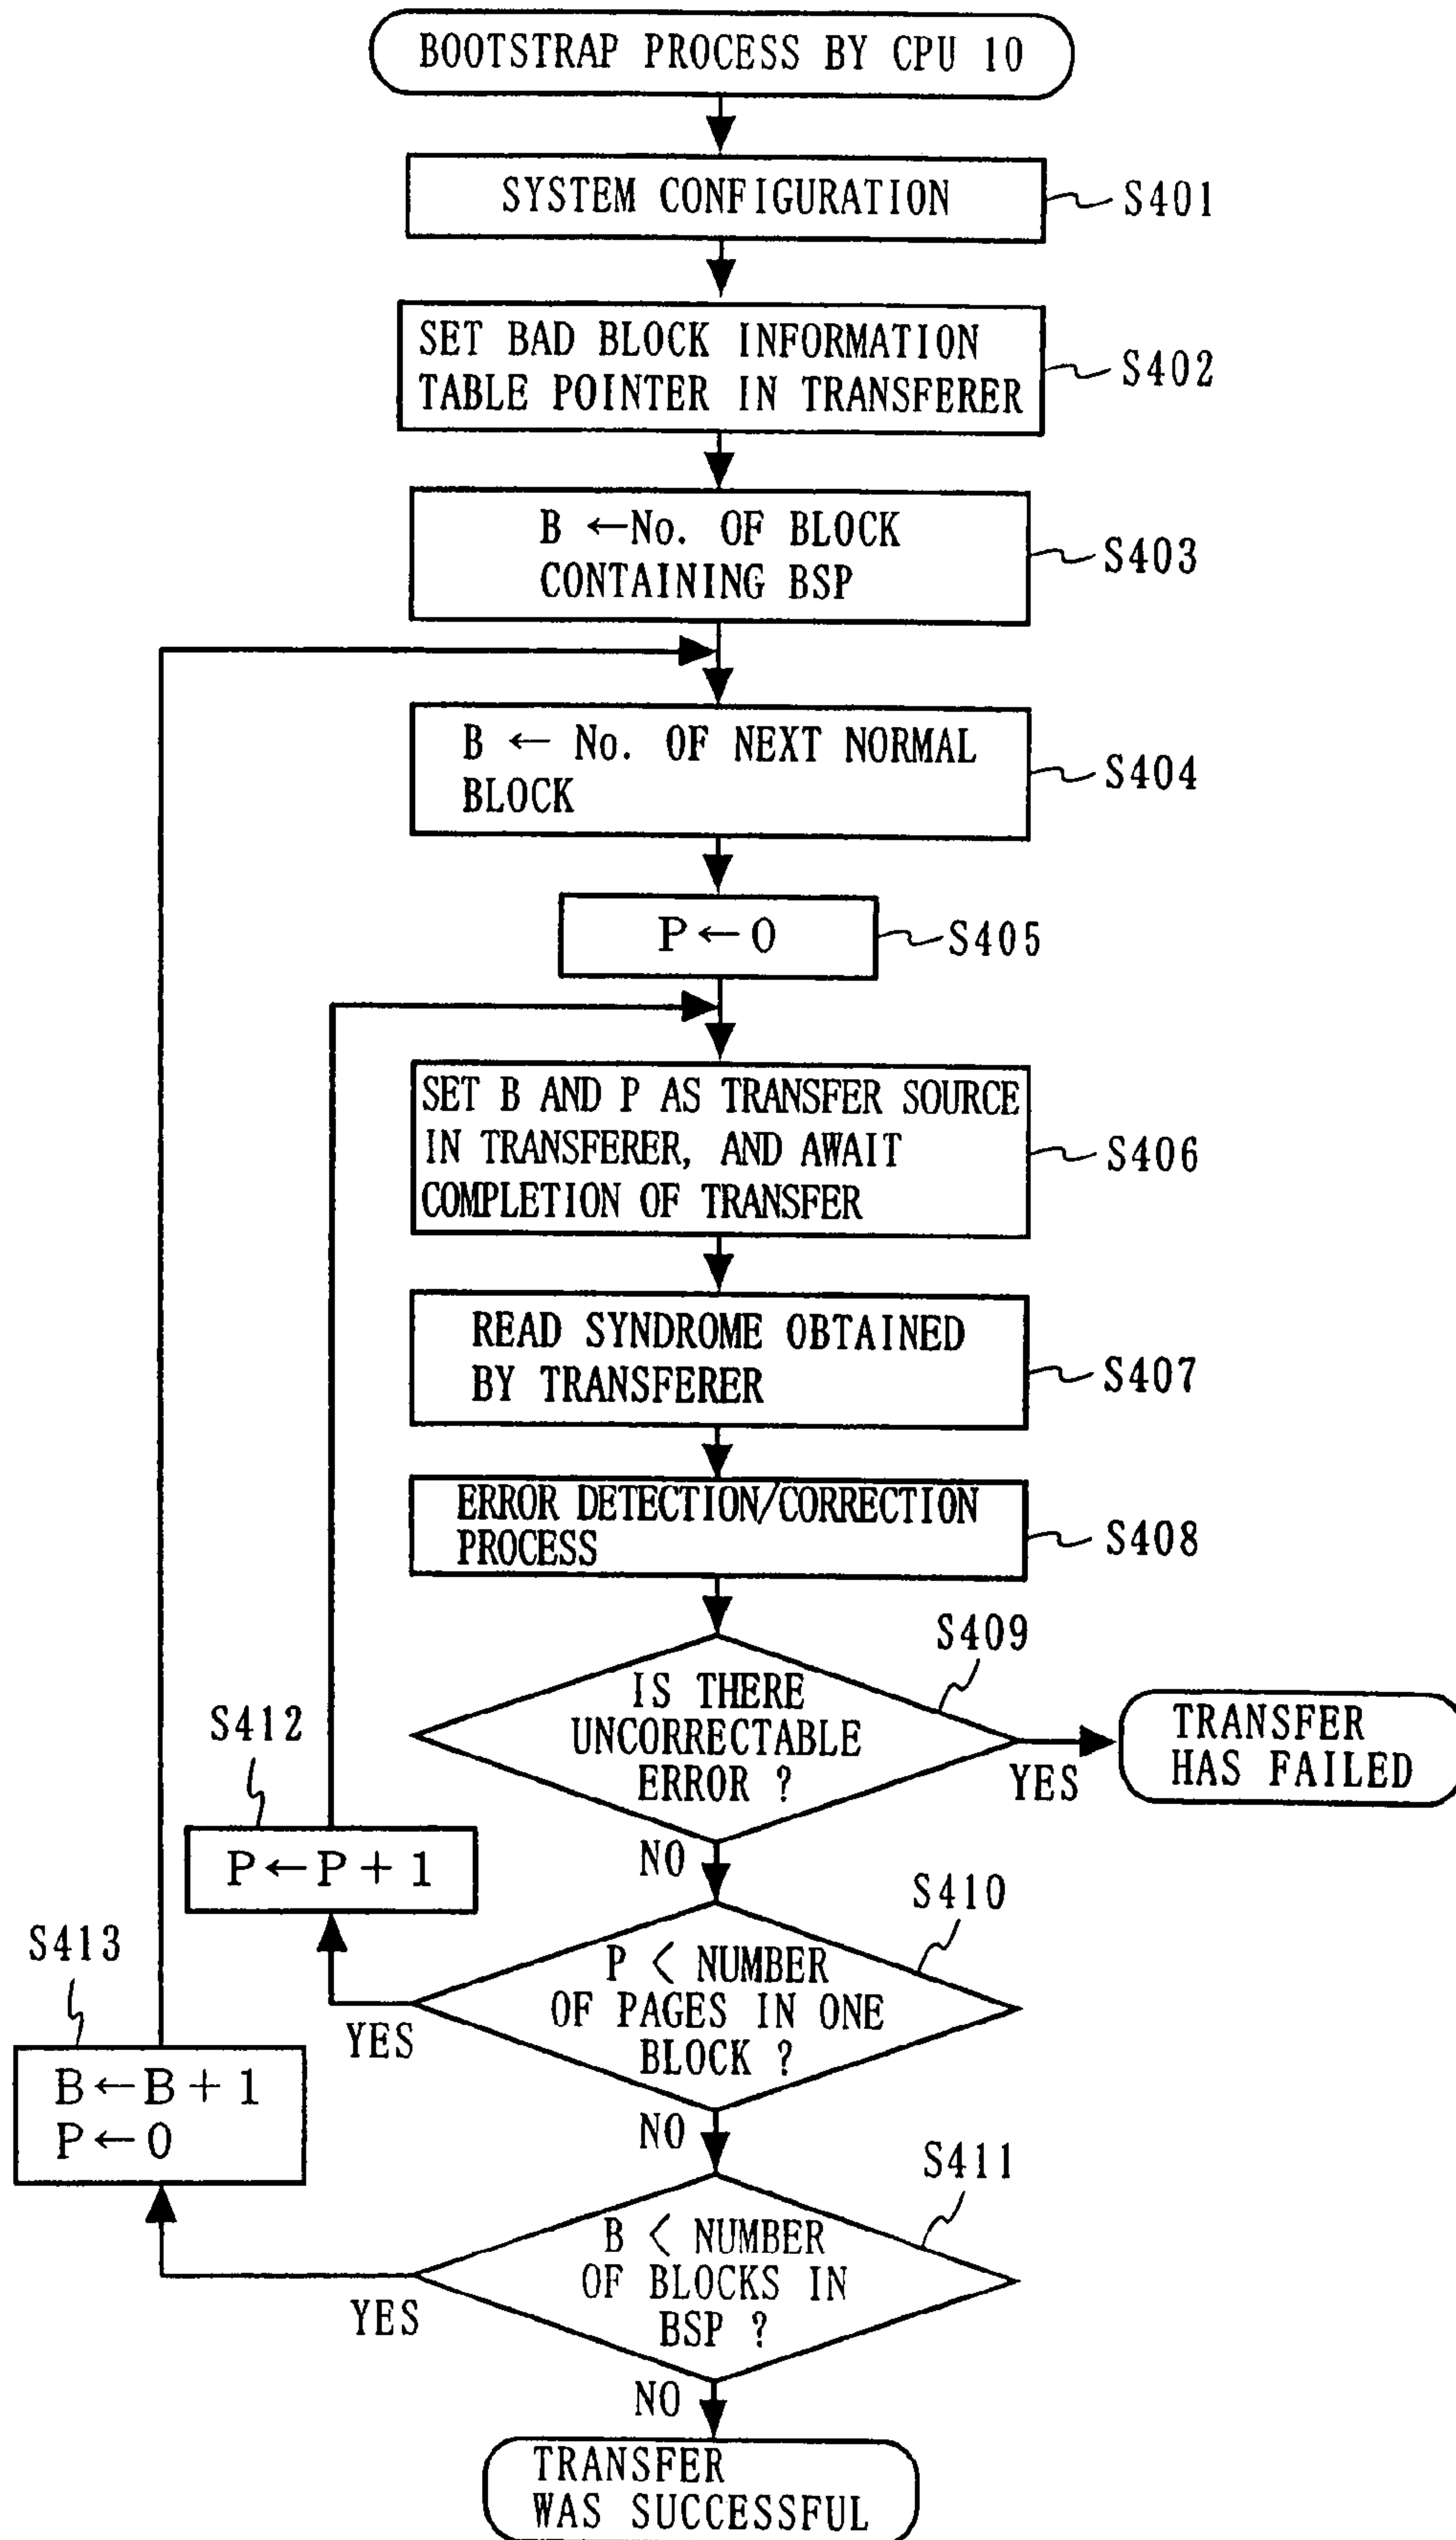 BOOTSTRAP PROCESS BY CPU 10
SYSTEM CONFIGURATION
S401
SET BAD BLOCK INFORMATION
TABLE POINTER IN TRANSFERER
S402
B ←No. OF BLOCK
CONTAINING BSP
S403
B ← No. OF NEXT NORMAL
BLOCK
S404
P←0
S405
SET B AND P AS TRANSFER SOURCE
IN TRANSFERER, AND AWAIT
COMPLETION OF TRANSFER
S406
READ SYNDROME OBTAINED
BY TRANSFERER
S407
ERROR DETECTION/CORRECTION
PROCESS
S408
S409
IS THERE
UNCORRECTABLE
ERROR ?
YES
TRANSFER
HAS FAILED
NO
S412
P←P+1
S410
P < NUMBER
OF PAGES IN ONE
BLOCK ?
YES
NO
S413
B←B+1
P←0
S411
B < NUMBER
OF BLOCKS IN
BSP ?
YES
NO
TRANSFER
WAS SUCCESSFUL